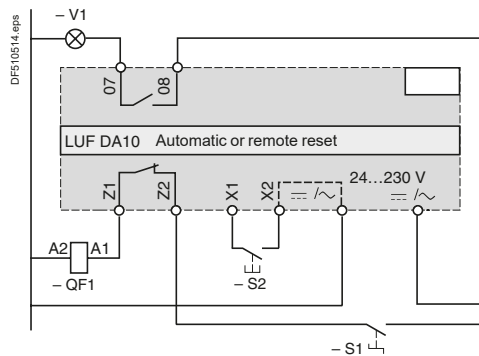 – V1
DF510514.eps
07
08
LUF DA10 Automatic or remote reset
Z1
Z2
X1
X2
24...230 V
/~
/~
A2
A1
– QF1
– S2
– S1